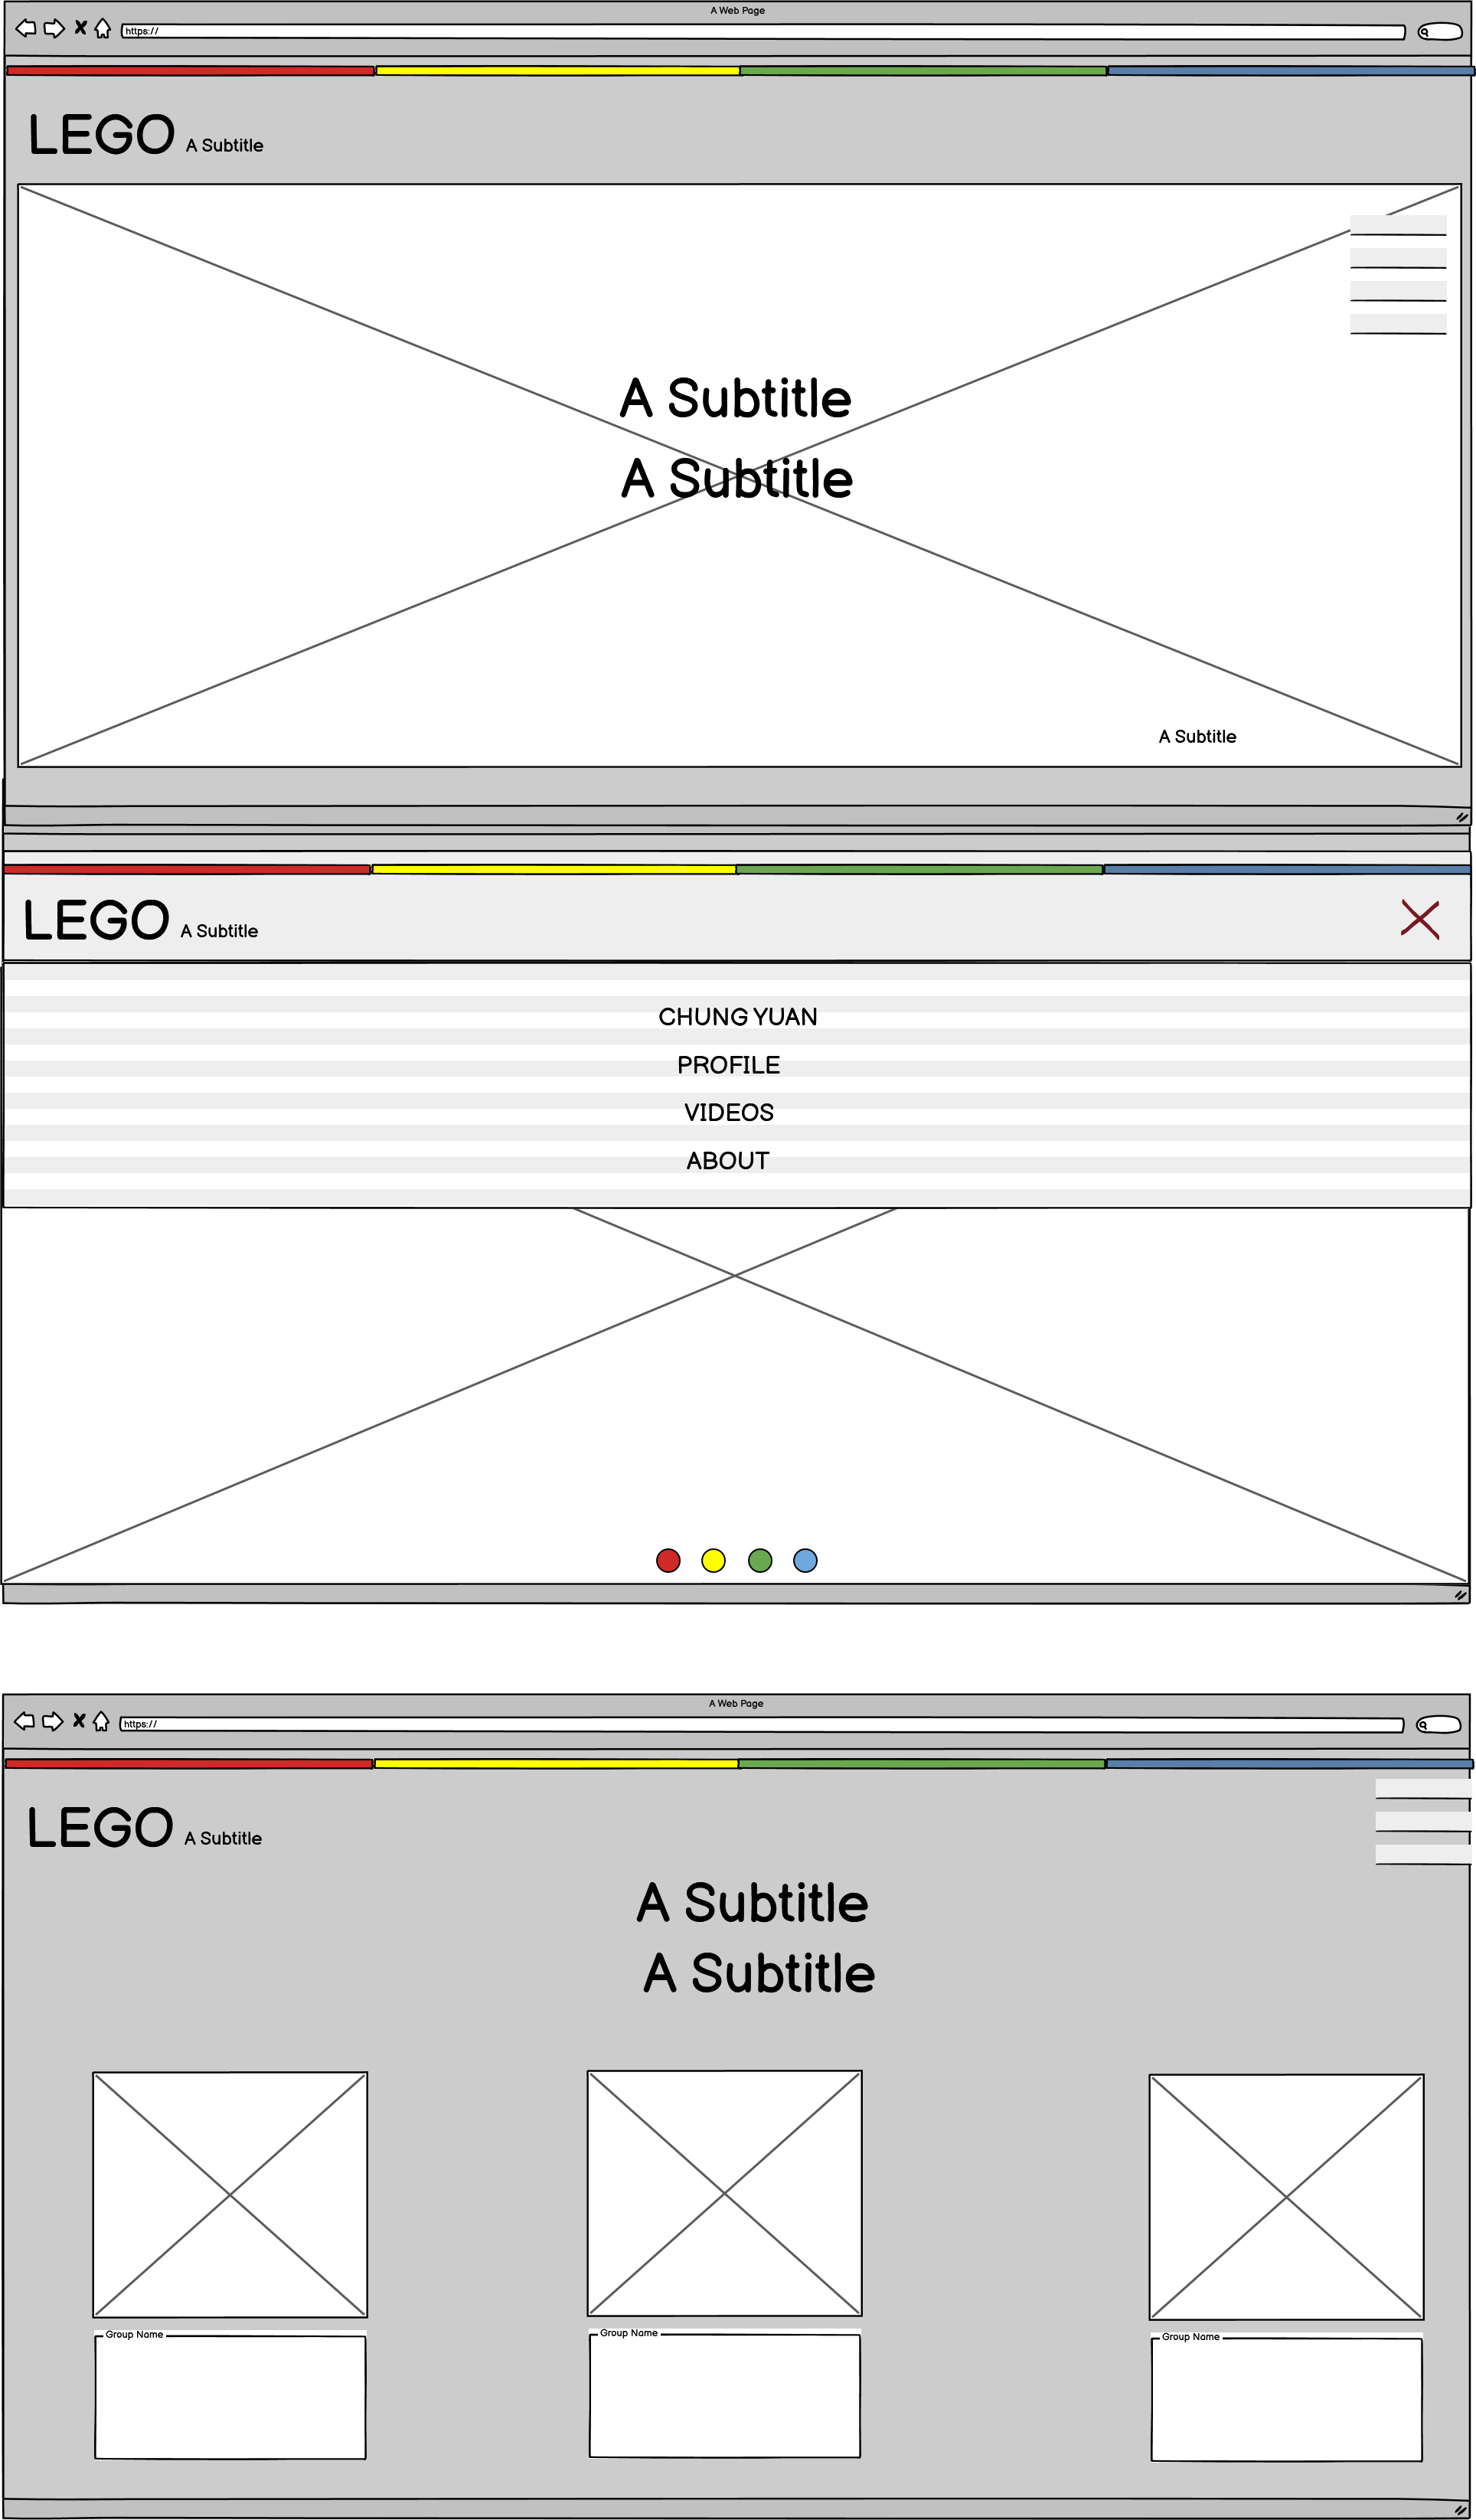 A Web Page
https://
LEGO A Subtitle
A Subtitle
A Subtitle
A Subtitle
LEGO A Subtitle
CHUNG YUAN
PROFILE
VIDEOS
ABOUT
A Web Page
https://
LEGO A Subtitle
A Subtitle
A Subtitle
Group Name
Group Name
Group Name